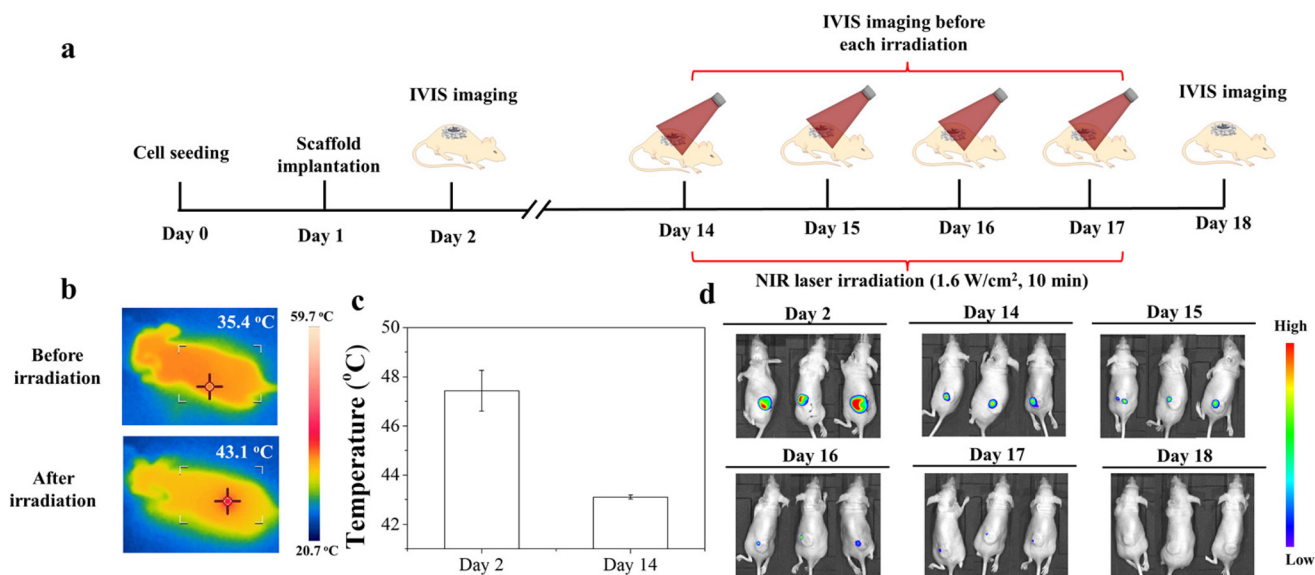 a
IVIS imaging before
each irradiation
IVIS imaging
IVIS imaging
Cell seeding
Scaffold
implantation
Day 0
Day 1
Day 2
Day 14
Day 15
Day 16
Day 17
Day 18
NIR laser irradiation (1.6 W/cm², 10 min)
b
Before
irradiation
35.4 °C
After
irradiation
43.1 °C
59.7 °C
20.7 °C
c
Temperature (°C)
50
48
46
44
42
Day 2
Day 14
d
Day 2
Day 14
Day 15
Day 16
Day 17
Day 18
High
Low